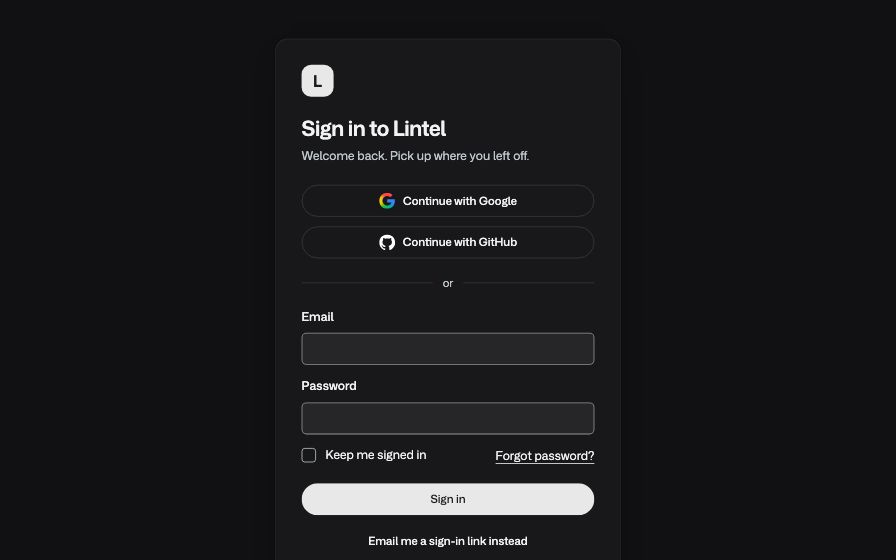 L
Sign in to Lintel
Welcome back. Pick up where you left off.
Continue with Google
Continue with GitHub
or
Email
Password
Keep me signed in Forgot password?
Sign in
Email me a sign-in link instead